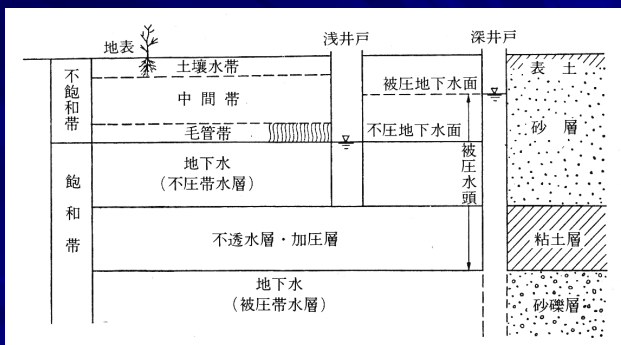 地表
浅井戸
深井戸
不飽和帯
土壌水帯
中間帯
毛管帯
被圧地下水面
不圧地下水面
表土
砂層
飽和帯
地下水
(不圧帯水層)
被圧水頭
不透水層・加圧層
粘土層
地下水
(被圧帯水層)
砂礫層